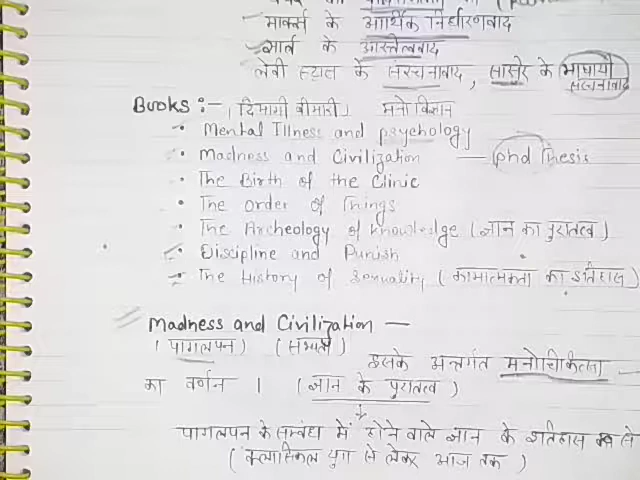 मार्क्स के आर्थिक निर्धारणवाद
सार्त्र के अस्तित्ववाद
लेवी स्ट्रास के संरचनावाद, सासेर के भाषायी संरचनावाद
Books :- (दिमागी बीमारी) मनोविज्ञान
• Mental Illness and psychology
• Madness and Civilization — phd Thesis
• The Birth of the Clinic
• The order of Things
• The Archeology of knowledge (ज्ञान का पुरातत्व)
• Discipline and Punish
• The History of Sexuality (कामात्मकता का इतिहास)
Madness and Civilization —
(पागलपन) (सभ्यता)
इसके अन्तर्गत मनोचिकित्सा
का वर्णन । (ज्ञान के पुरातत्व)
पागलपन के सम्बंध में होने वाले ज्ञान के इतिहास से
(क्लासिकल युग से लेकर आज तक)